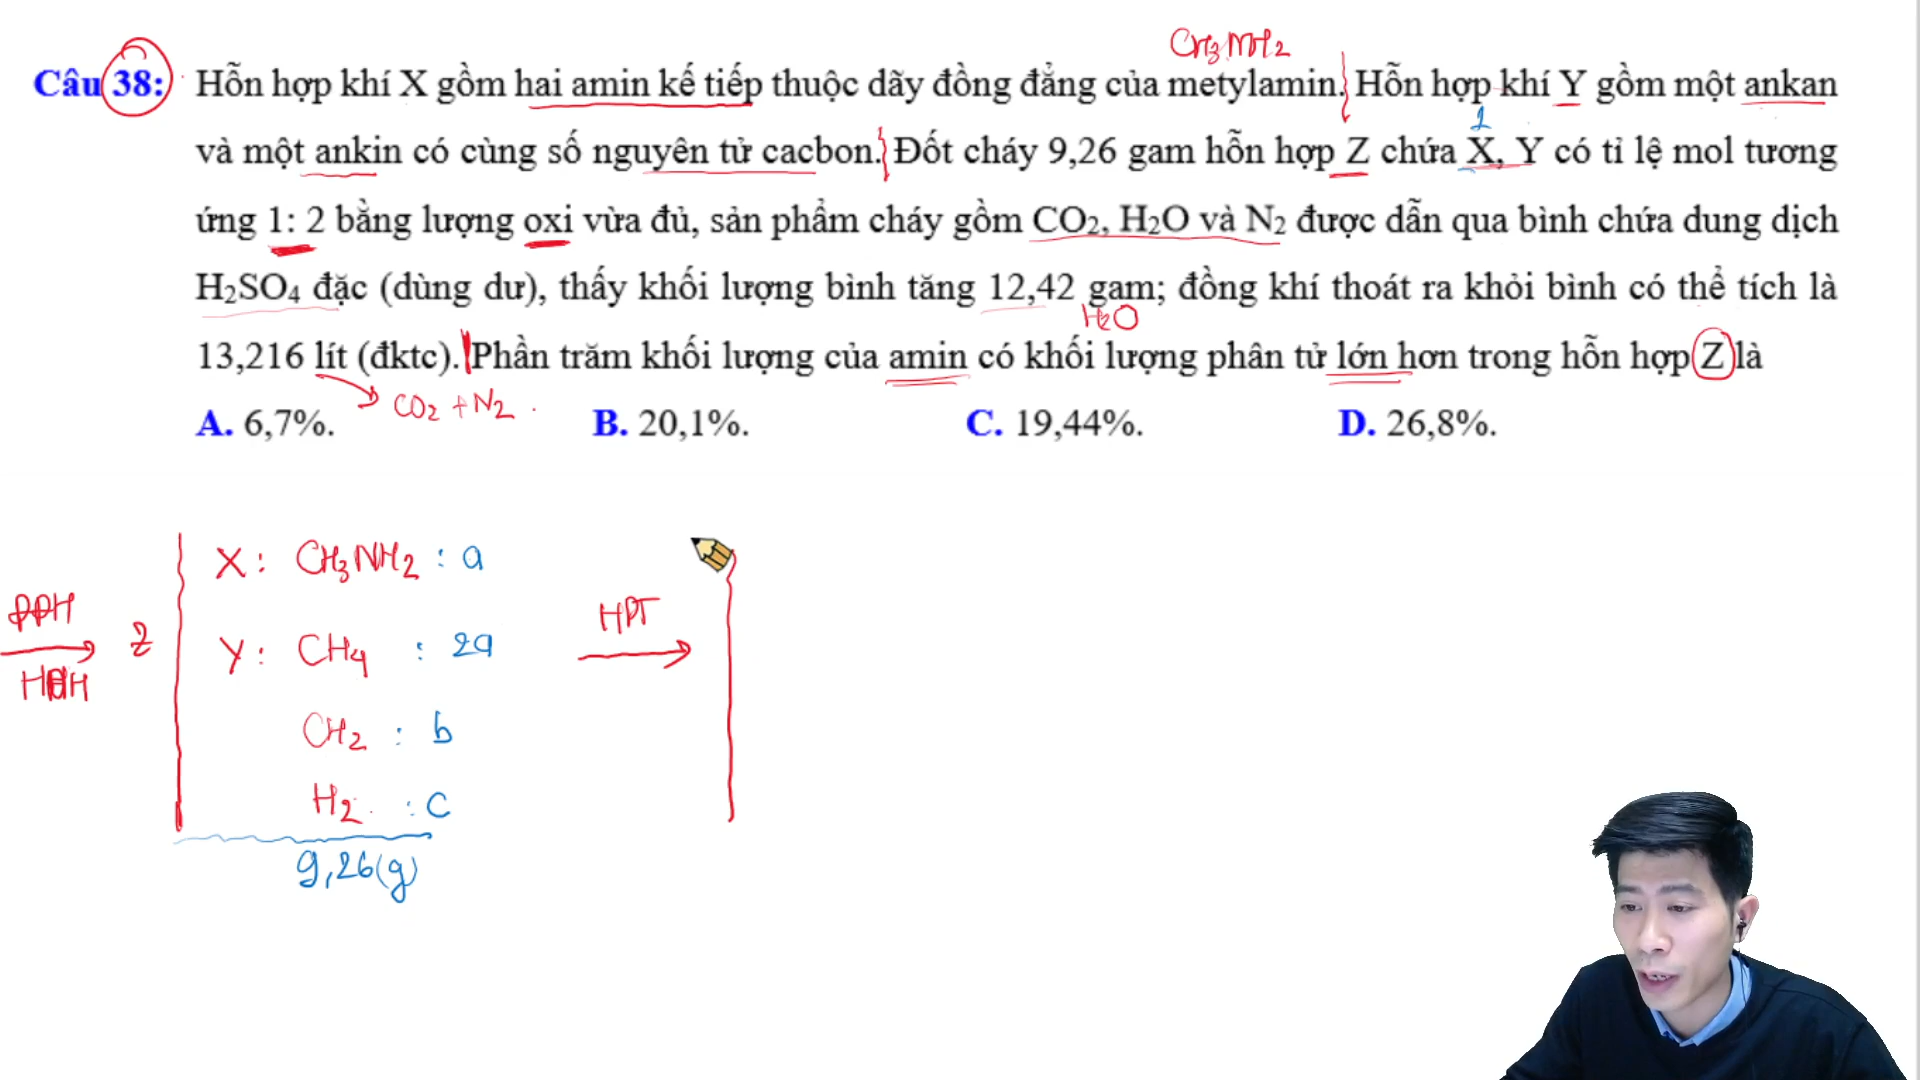 CH3NH2
Câu 38: Hỗn hợp khí X gồm hai amin kế tiếp thuộc dãy đồng đẳng của metylamin. Hỗn hợp khí Y gồm một ankan
1
và một ankin có cùng số nguyên tử cacbon. Đốt cháy 9,26 gam hỗn hợp Z chứa X, Y có tỉ lệ mol tương
ứng 1: 2 bằng lượng oxi vừa đủ, sản phẩm cháy gồm CO2, H2O và N2 được dẫn qua bình chứa dung dịch
H2SO4 đặc (dùng dư), thấy khối lượng bình tăng 12,42 gam; đồng khí thoát ra khỏi bình có thể tích là
H2O
13,216 lít (đktc). Phần trăm khối lượng của amin có khối lượng phân tử lớn hơn trong hỗn hợp Z là
CO2 + N2
A. 6,7%. B. 20,1%. C. 19,44%. D. 26,8%.
X: CH3NH2 : a
HPT
Z Y: CH4 : 2a
CH2 : b
H2 : c
9,26(g)